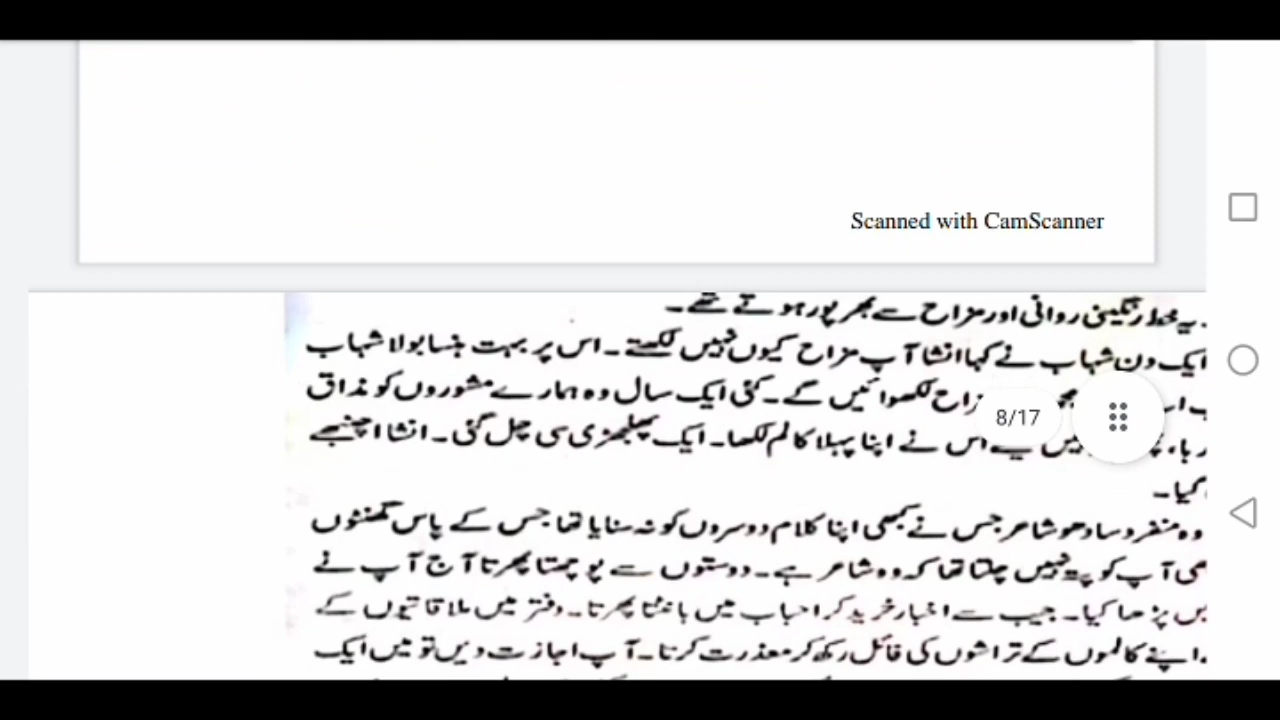 Scanned with CamScanner
یہ خط رنگینی روانی اور مزاح سے بھر پور ہوتے تھے۔
ایک دن شہاب نے کہا انشا آپ مزاح کیوں نہیں لکھتے۔ اس پر بہت ہنسا بولا شہاب
لکھوائیں گے۔ کئی ایک سال وہ ہمارے مشوروں کو مذاق
8/17
رہا، اس نے اپنا پہلا کالم لکھا۔ ایک پھلجھڑی سی چل گئی۔ انشا اچنبھے
گیا۔
وہ منفرد سادھو شاعر جس نے کبھی اپنا کلام دوسروں کو نہ سنایا تھا جس کے پاس گھنٹوں
آپ کو پتہ نہیں چلتا تھا کہ وہ شاعر ہے۔ دوستوں سے پوچھتا پھرتا آج آپ نے
پڑھا کیا۔ جیب سے اخبار خرید کر احباب میں بانٹتا پھرتا۔ دفتر میں ملاقاتیوں کے
اپنے کالموں کے تراشوں کی فائل رکھ کر معذرت کرتا۔ آپ اجازت دیں تو میں ایک